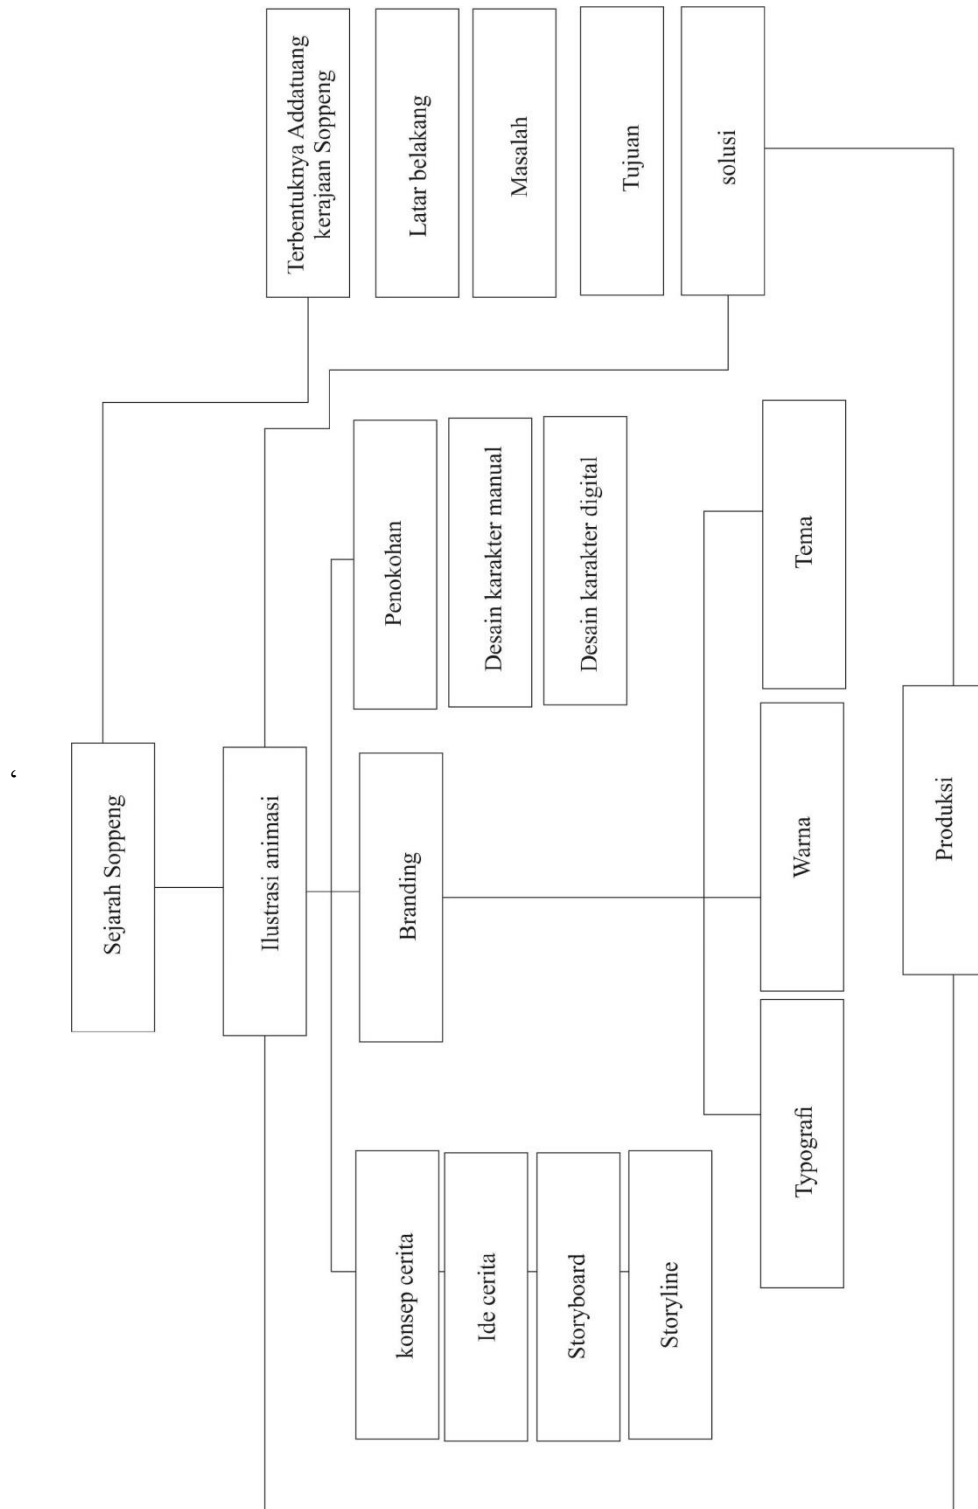 ‘
Sejarah Soppeng
Terbentuknya Addatuang
kerajaan Soppeng
Latar belakang
Masalah
Tujuan
solusi
Ilustrasi animasi
konsep cerita
Ide cerita
Storyboard
Storyline
Branding
Penokohan
Desain karakter manual
Desain karakter digital
Typografi
Warna
Tema
Produksi